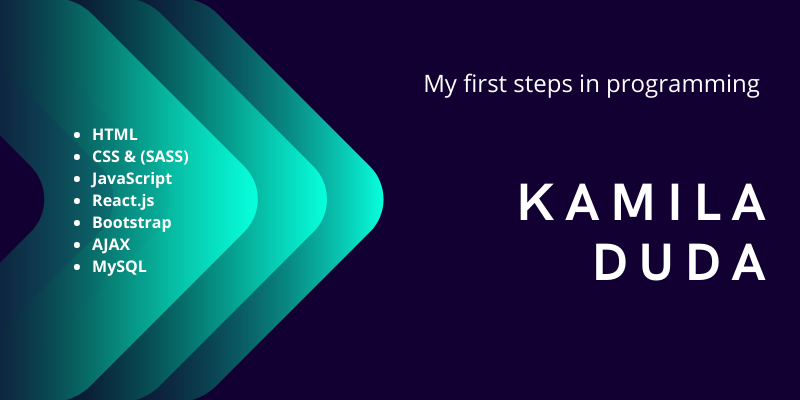 My first steps in programming
HTML
CSS & (SASS)
JavaScript
React.js
Bootstrap
AJAX
MySQL
KAMILA
DUDA